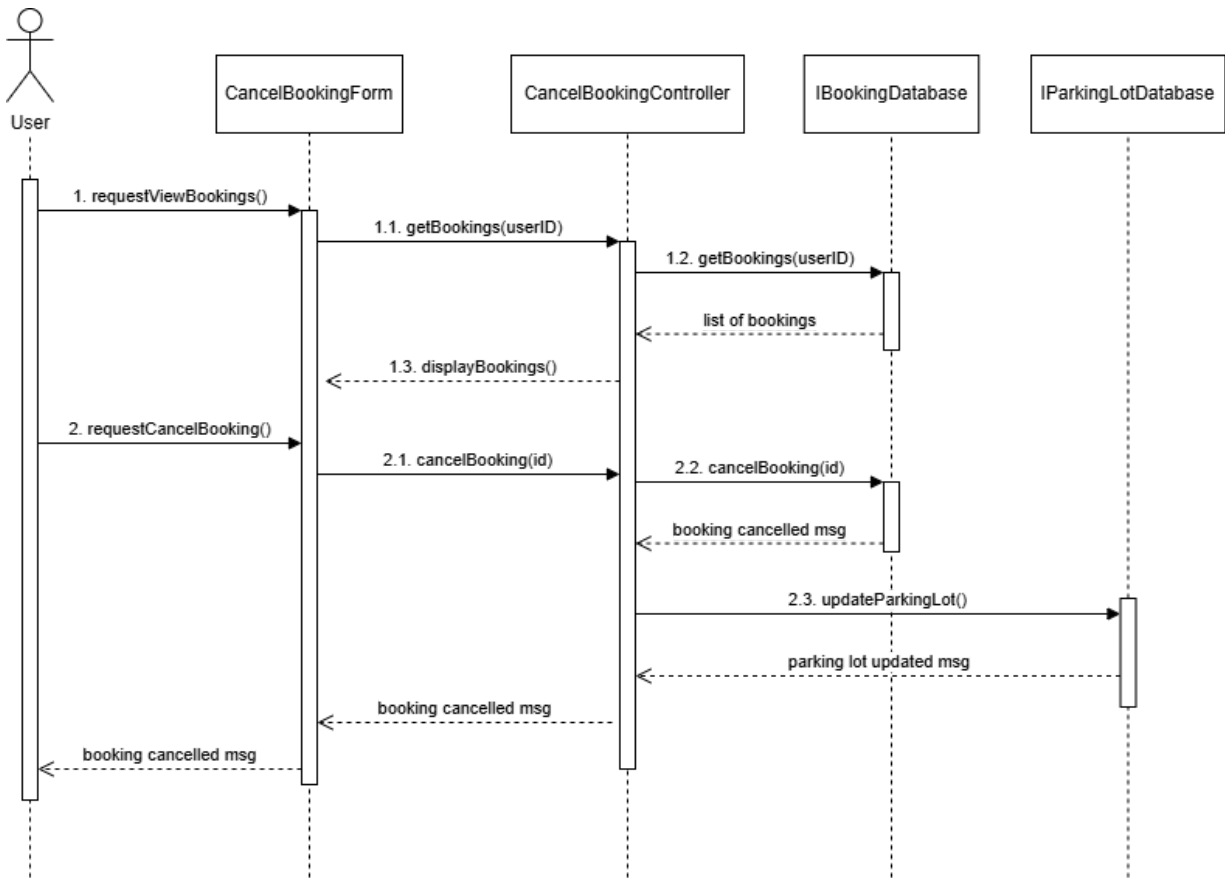 User
CancelBookingForm
CancelBookingController
IBookingDatabase
IParkingLotDatabase
1. requestViewBookings()
1.1. getBookings(userID)
1.2. getBookings(userID)
list of bookings
1.3. displayBookings()
2. requestCancelBooking()
2.1. cancelBooking(id)
2.2. cancelBooking(id)
booking cancelled msg
2.3. updateParkingLot()
parking lot updated msg
booking cancelled msg
booking cancelled msg